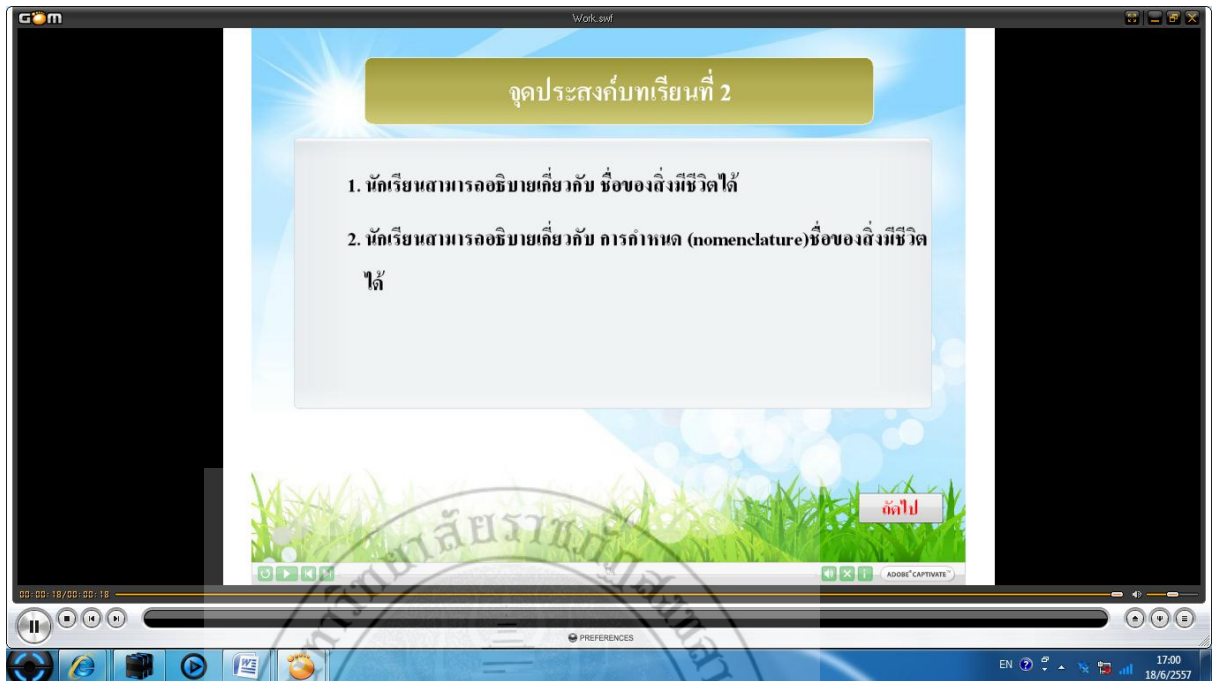 GOM
Work.swf
จุดประสงค์บทเรียนที่ 2
1. นักเรียนสามารถอธิบายเกี่ยวกับ ชื่อของสิ่งมีชีวิตได้
2. นักเรียนสามารถอธิบายเกี่ยวกับ การกำหนด (nomenclature)ชื่อของสิ่งมีชีวิต
ได้
ถัดไป
ADOBE® CAPTIVATE™
00:00:18/00:00:18
PREFERENCES
EN
17:00
18/6/2557